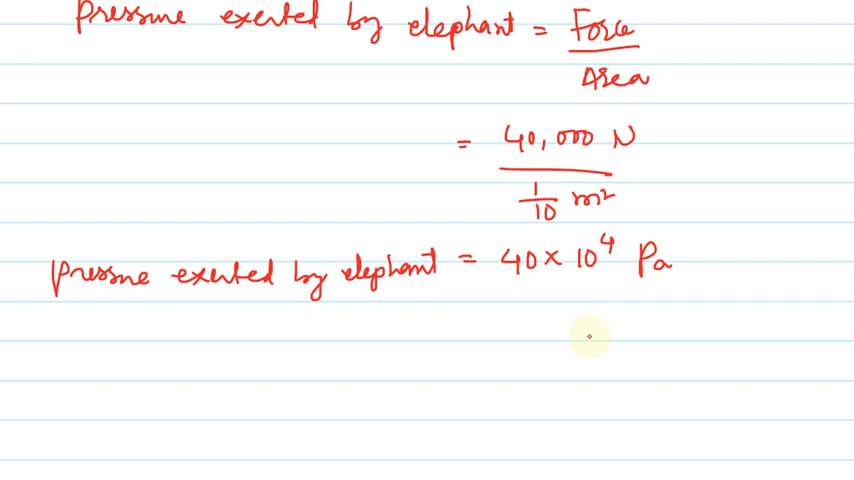 Pressure exerted by elephant = Force
Area
= 40,000 N
1/10 m²
Pressure exerted by elephant = 40 × 10⁴ Pa